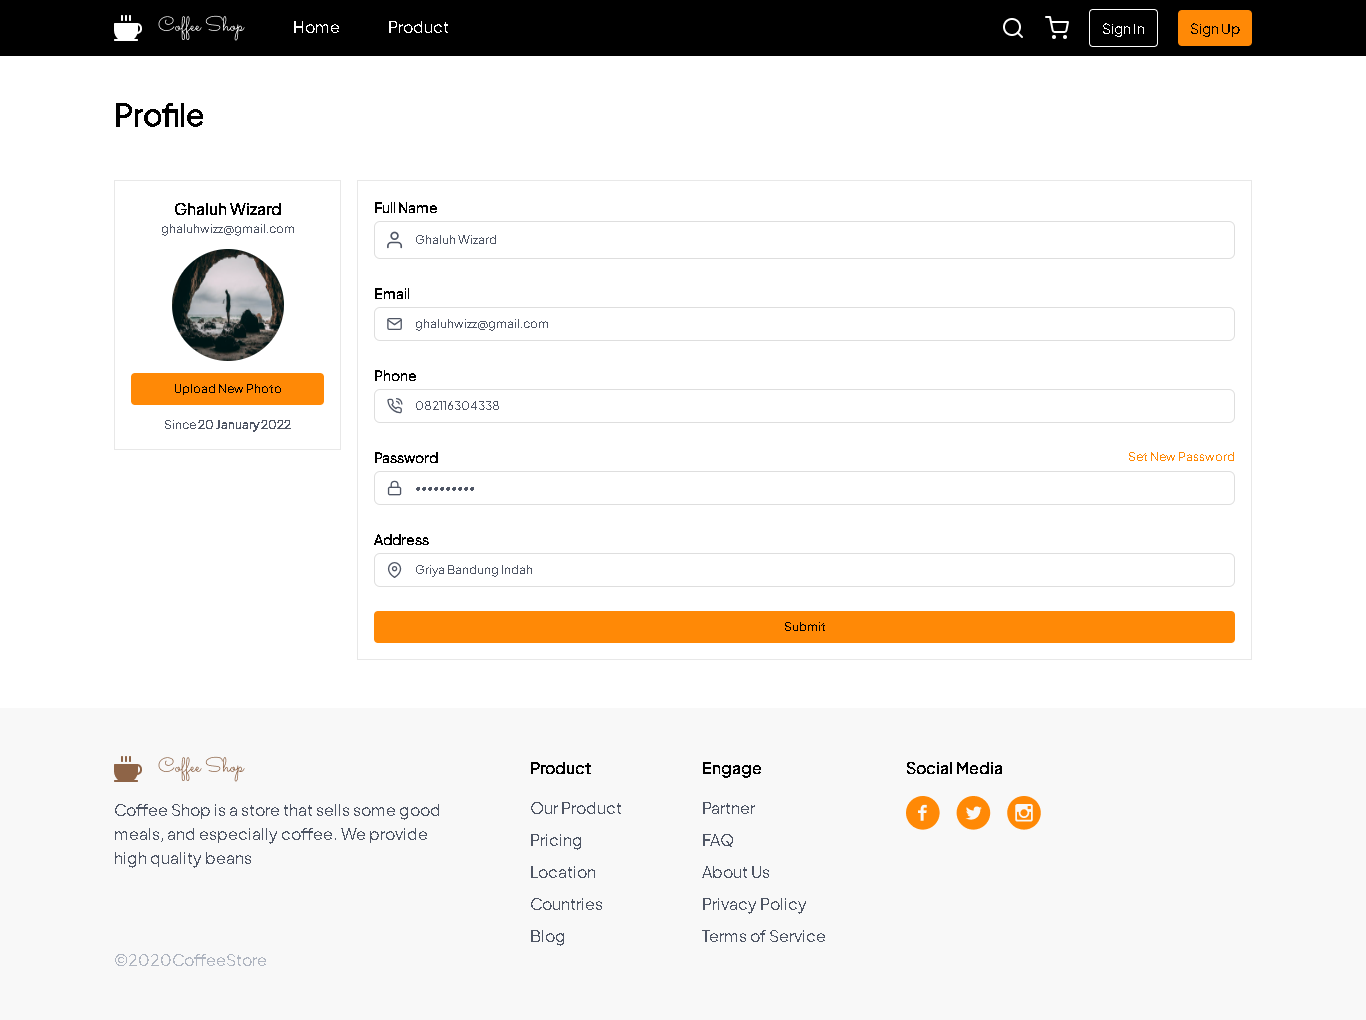 Coffee Shop
Home
Product
Sign In
Sign Up
Profile
Ghaluh Wizard
ghaluhwizz@gmail.com
Upload New Photo
Since 20 January 2022
Full Name
Ghaluh Wizard
Email
ghaluhwizz@gmail.com
Phone
082116304338
Password
Set New Password
••••••••••
Address
Griya Bandung Indah
Submit
Coffee Shop
Coffee Shop is a store that sells some good
meals, and especially coffee. We provide
high quality beans
©2020CoffeeStore
Product
Our Product
Pricing
Location
Countries
Blog
Engage
Partner
FAQ
About Us
Privacy Policy
Terms of Service
Social Media